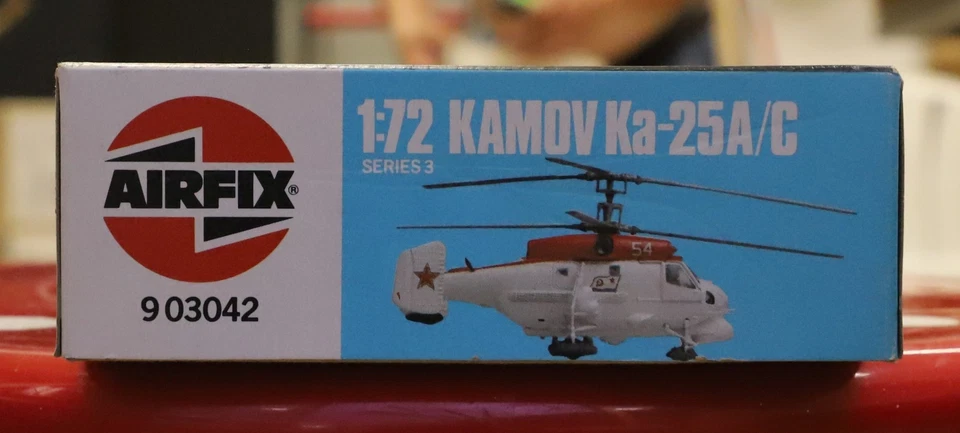 AIRFIX®
9 03042
1:72 KAMOV Ka-25A/C
SERIES 3
54